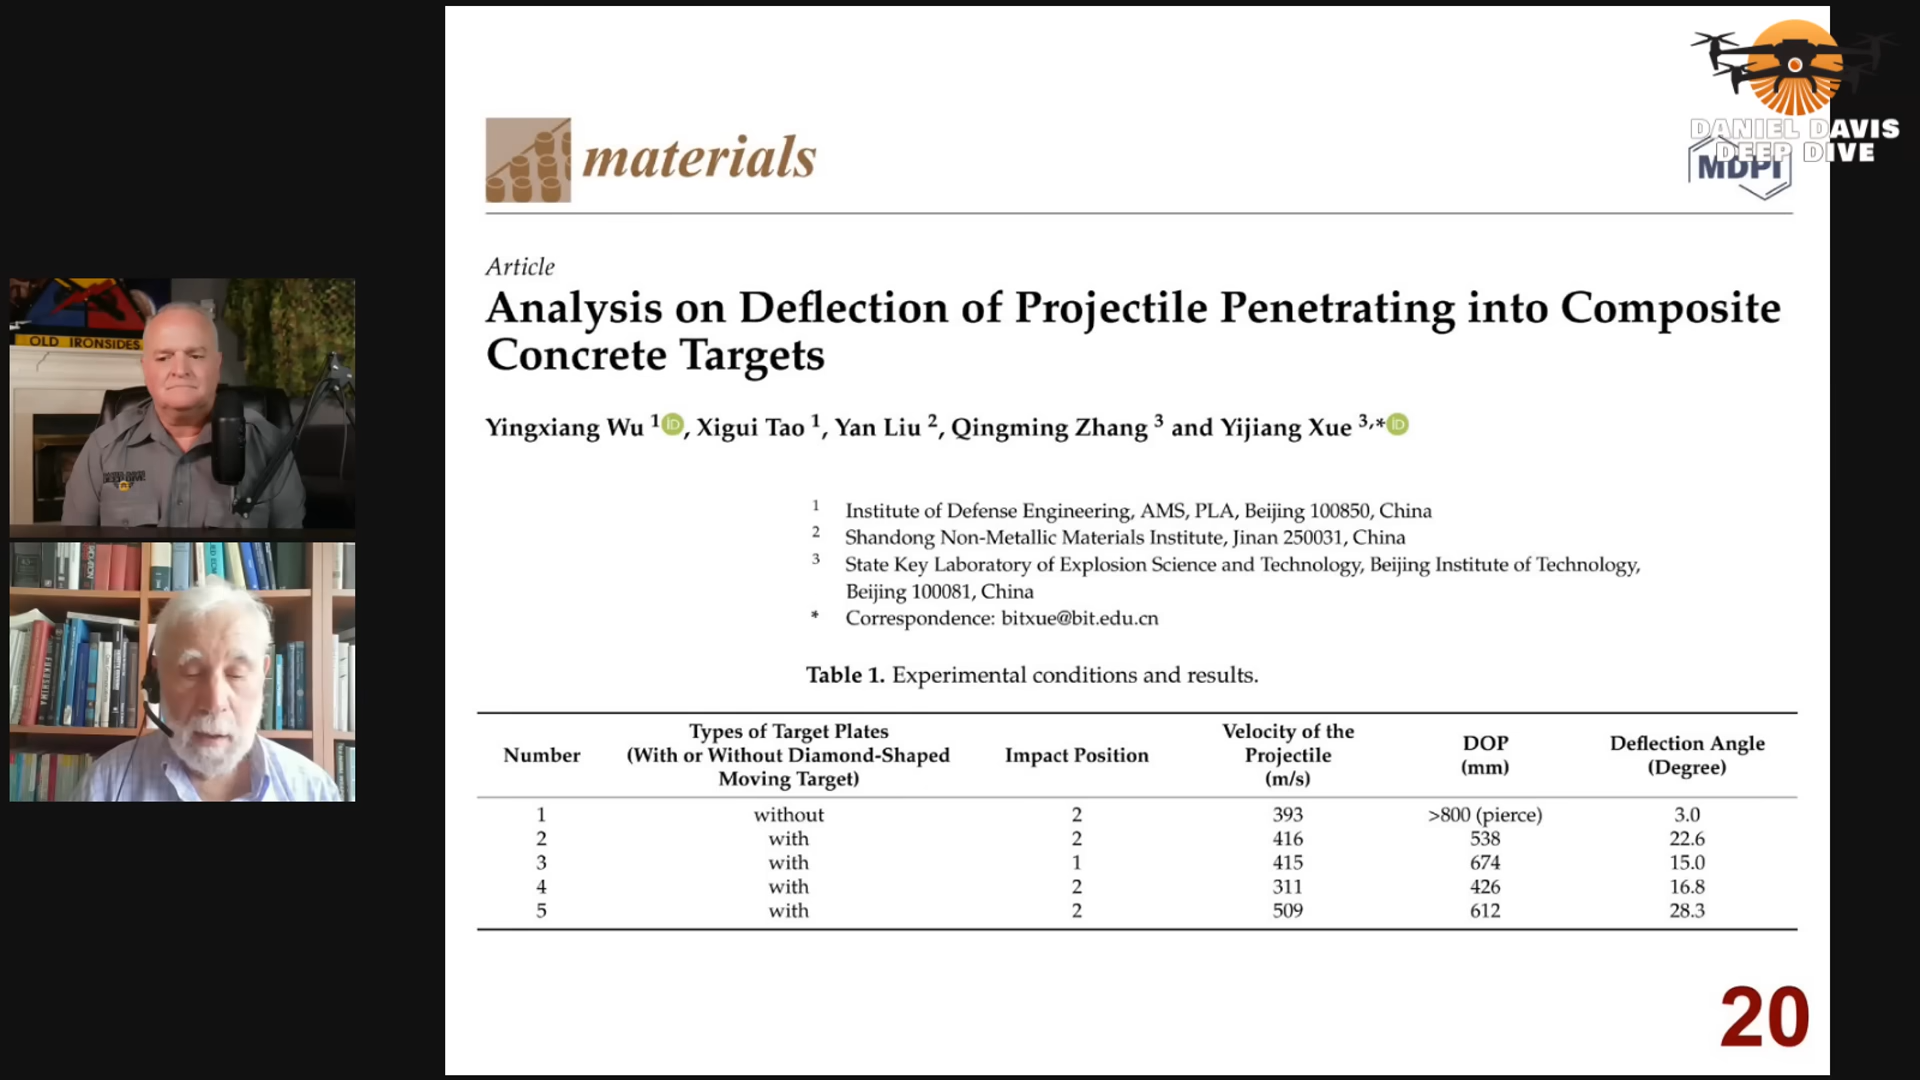 DANIEL DAVIS
DEEP DIVE
MDPI
materials
Article
Analysis on Deflection of Projectile Penetrating into Composite
Concrete Targets
Yingxiang Wu 1 iD, Xigui Tao 1, Yan Liu 2, Qingming Zhang 3 and Yijiang Xue 3,* iD
1 Institute of Defense Engineering, AMS, PLA, Beijing 100850, China
2 Shandong Non-Metallic Materials Institute, Jinan 250031, China
3 State Key Laboratory of Explosion Science and Technology, Beijing Institute of Technology,
Beijing 100081, China
* Correspondence: bitxue@bit.edu.cn
Table 1. Experimental conditions and results.
Number
Types of Target Plates
(With or Without Diamond-Shaped
Moving Target)
Impact Position
Velocity of the
Projectile
(m/s)
DOP
(mm)
Deflection Angle
(Degree)
1 without 2 393 >800 (pierce) 3.0
2 with 2 416 538 22.6
3 with 1 415 674 15.0
4 with 2 311 426 16.8
5 with 2 509 612 28.3
20
OLD IRONSIDES
FUKUSHIMA